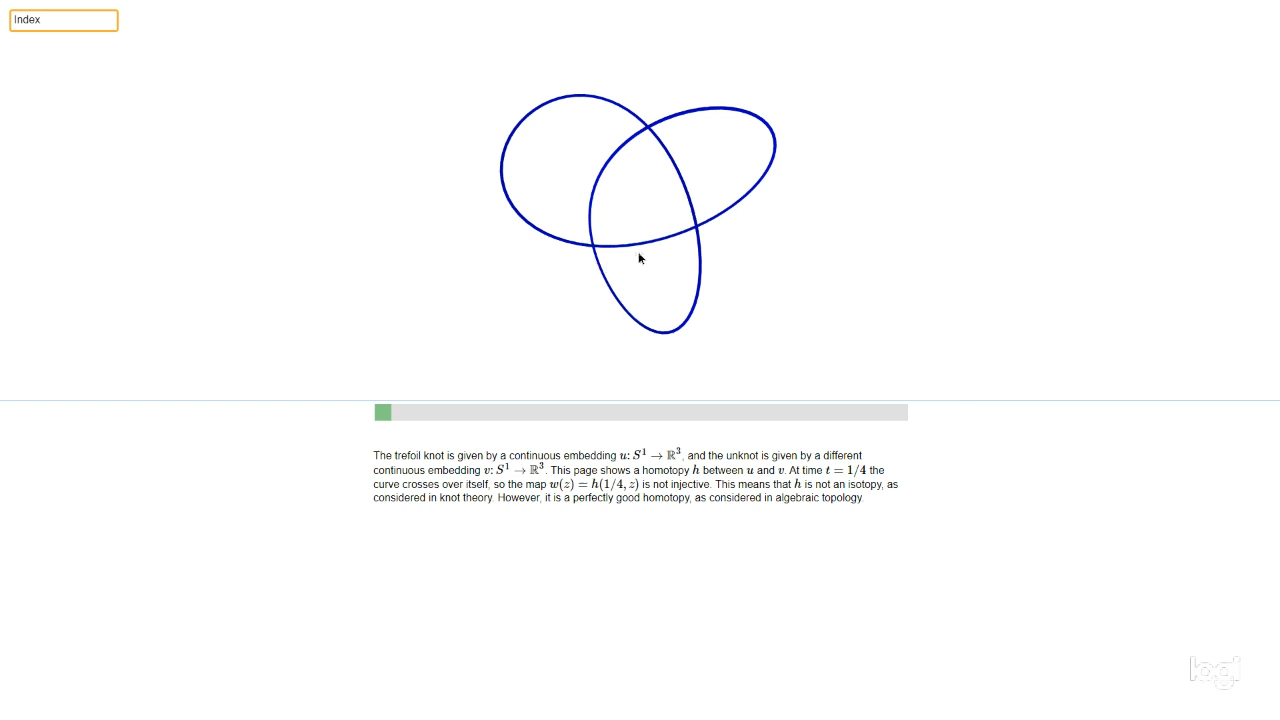 Index
The trefoil knot is given by a continuous embedding u: S¹ → ℝ³, and the unknot is given by a different
continuous embedding v: S¹ → ℝ³. This page shows a homotopy h between u and v. At time t = 1/4 the
curve crosses over itself, so the map w(z) = h(1/4, z) is not injective. This means that h is not an isotopy, as
considered in knot theory. However, it is a perfectly good homotopy, as considered in algebraic topology.
logi